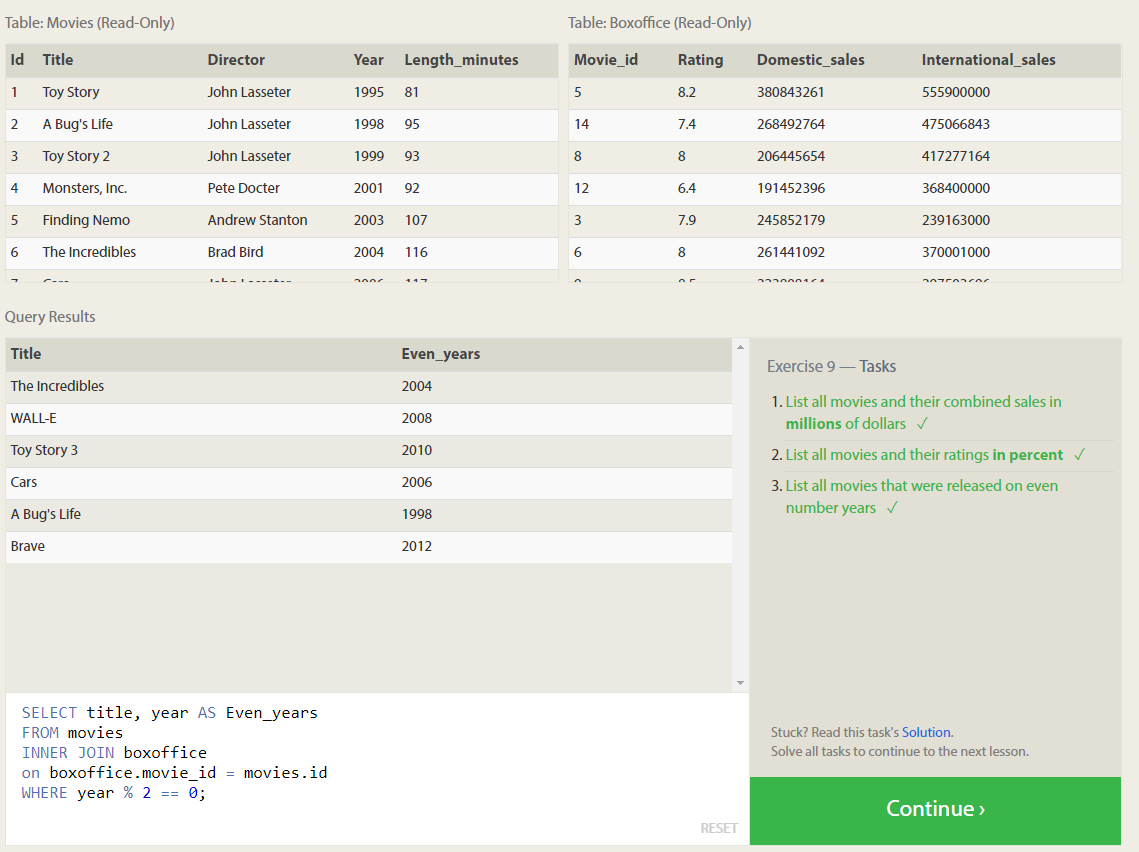 Table: Movies (Read-Only)
Id Title Director Year Length_minutes
1 Toy Story John Lasseter 1995 81
2 A Bug's Life John Lasseter 1998 95
3 Toy Story 2 John Lasseter 1999 93
4 Monsters, Inc. Pete Docter 2001 92
5 Finding Nemo Andrew Stanton 2003 107
6 The Incredibles Brad Bird 2004 116
7 Cars John Lasseter 2006 117
Table: Boxoffice (Read-Only)
Movie_id Rating Domestic_sales International_sales
5 8.2 380843261 555900000
14 7.4 268492764 475066843
8 8 206445654 417277164
12 6.4 191452396 368400000
3 7.9 245852179 239163000
6 8 261441092 370001000
Query Results
Title Even_years
The Incredibles 2004
WALL-E 2008
Toy Story 3 2010
Cars 2006
A Bug's Life 1998
Brave 2012
SELECT title, year AS Even_years
FROM movies
INNER JOIN boxoffice
on boxoffice.movie_id = movies.id
WHERE year % 2 == 0;
RESET
Exercise 9 — Tasks
1. List all movies and their combined sales in
millions of dollars ✓
2. List all movies and their ratings in percent ✓
3. List all movies that were released on even
number years ✓
Stuck? Read this task's Solution.
Solve all tasks to continue to the next lesson.
Continue ›